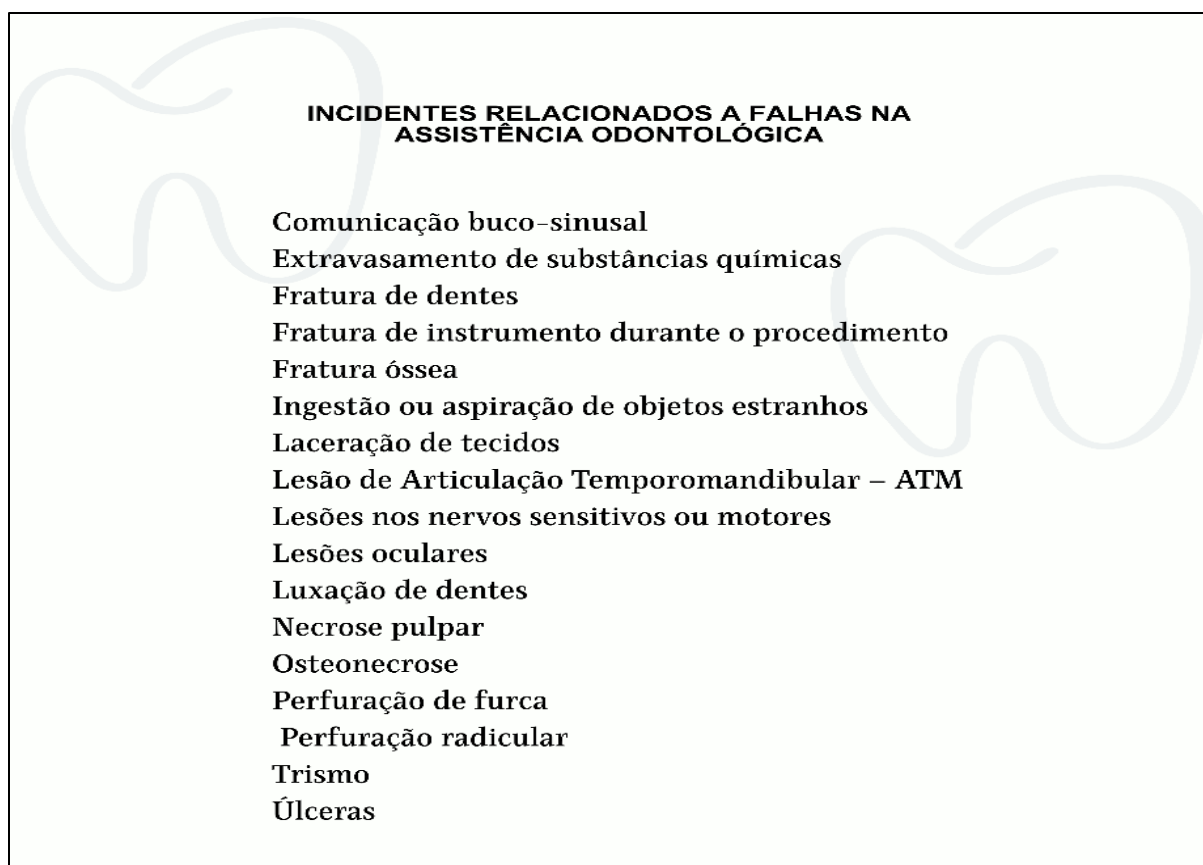 INCIDENTES RELACIONADOS A FALHAS NA
ASSISTÊNCIA ODONTOLÓGICA
Comunicação buco-sinusal
Extravasamento de substâncias químicas
Fratura de dentes
Fratura de instrumento durante o procedimento
Fratura óssea
Ingestão ou aspiração de objetos estranhos
Laceração de tecidos
Lesão de Articulação Temporomandibular – ATM
Lesões nos nervos sensitivos ou motores
Lesões oculares
Luxação de dentes
Necrose pulpar
Osteonecrose
Perfuração de furca
Perfuração radicular
Trismo
Úlceras